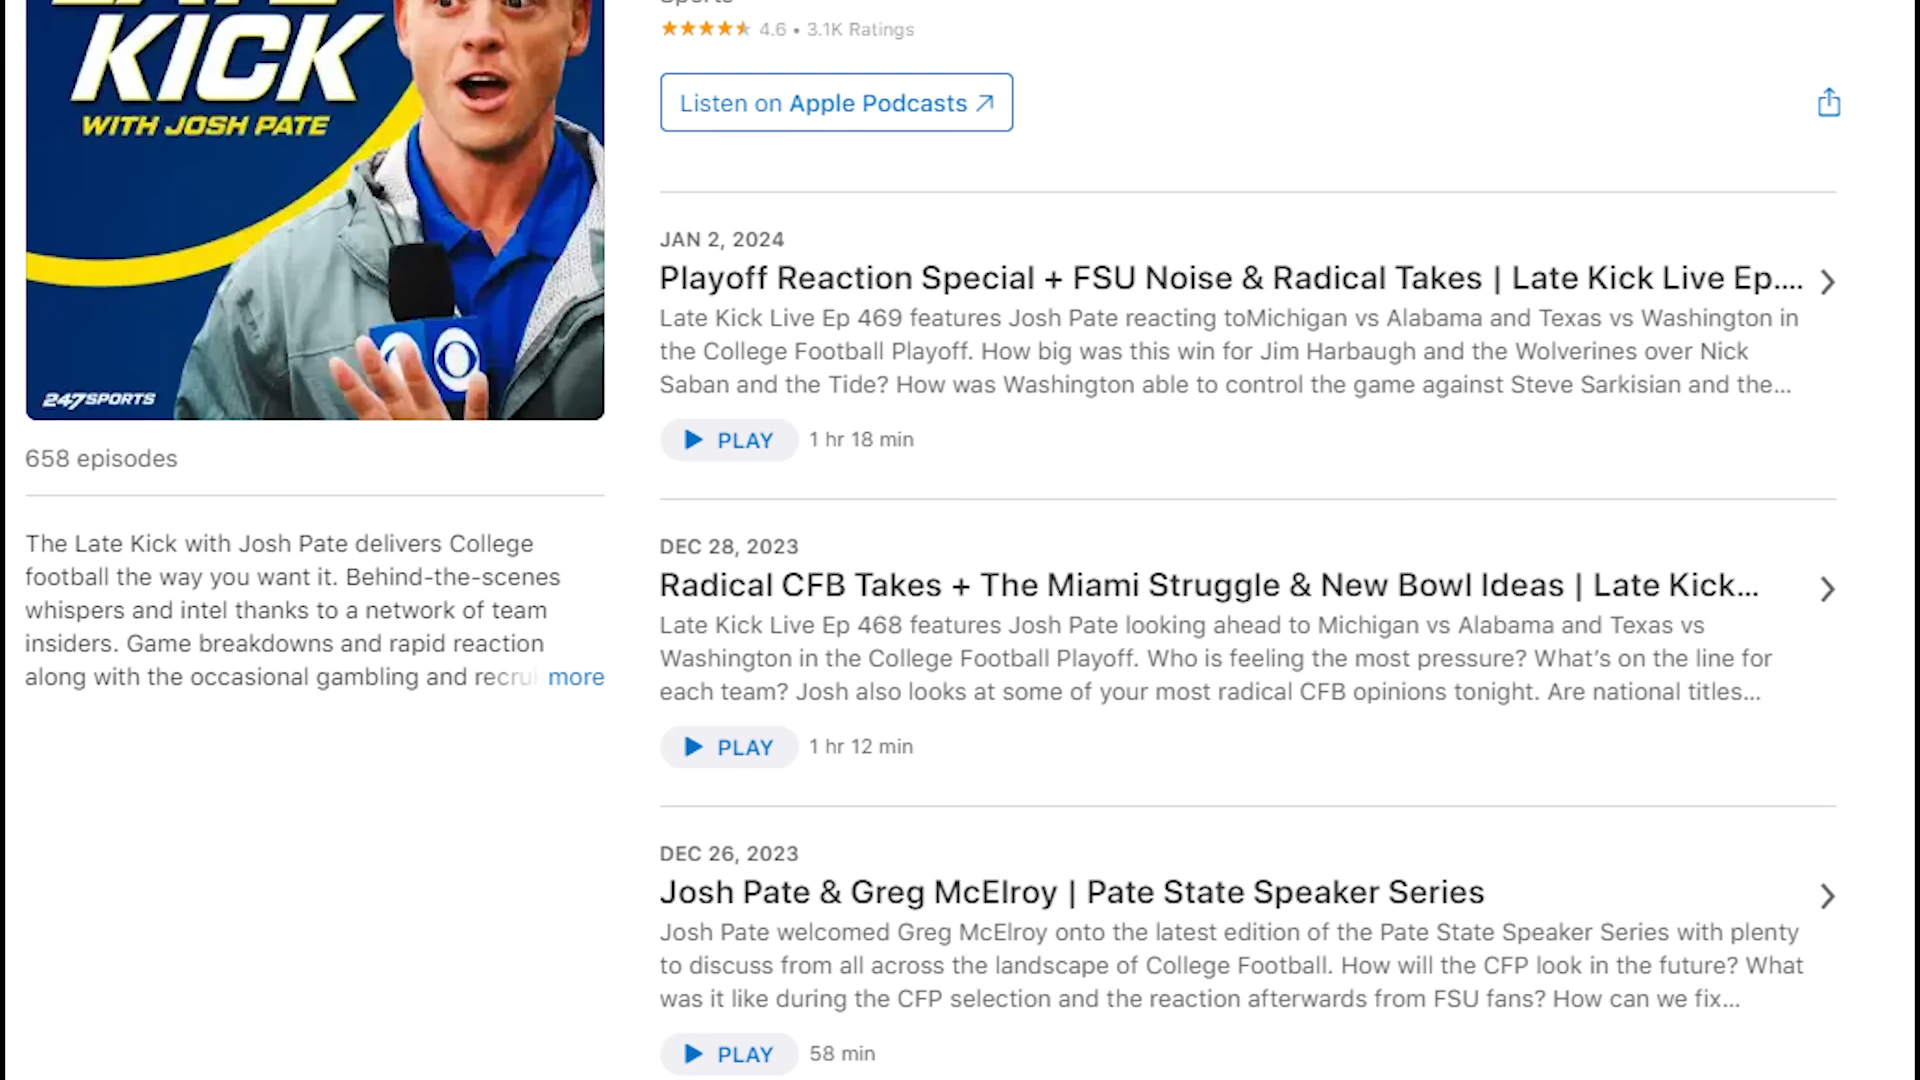 KICK
WITH JOSH PATE
247SPORTS
658 episodes
The Late Kick with Josh Pate delivers College
football the way you want it. Behind-the-scenes
whispers and intel thanks to a network of team
insiders. Game breakdowns and rapid reaction
along with the occasional gambling and recrui more
4.6 • 3.1K Ratings
Listen on Apple Podcasts
JAN 2, 2024
Playoff Reaction Special + FSU Noise & Radical Takes | Late Kick Live Ep....
Late Kick Live Ep 469 features Josh Pate reacting toMichigan vs Alabama and Texas vs Washington in
the College Football Playoff. How big was this win for Jim Harbaugh and the Wolverines over Nick
Saban and the Tide? How was Washington able to control the game against Steve Sarkisian and the...
PLAY 1 hr 18 min
DEC 28, 2023
Radical CFB Takes + The Miami Struggle & New Bowl Ideas | Late Kick...
Late Kick Live Ep 468 features Josh Pate looking ahead to Michigan vs Alabama and Texas vs
Washington in the College Football Playoff. Who is feeling the most pressure? What’s on the line for
each team? Josh also looks at some of your most radical CFB opinions tonight. Are national titles...
PLAY 1 hr 12 min
DEC 26, 2023
Josh Pate & Greg McElroy | Pate State Speaker Series
Josh Pate welcomed Greg McElroy onto the latest edition of the Pate State Speaker Series with plenty
to discuss from all across the landscape of College Football. How will the CFP look in the future? What
was it like during the CFP selection and the reaction afterwards from FSU fans? How can we fix...
PLAY 58 min